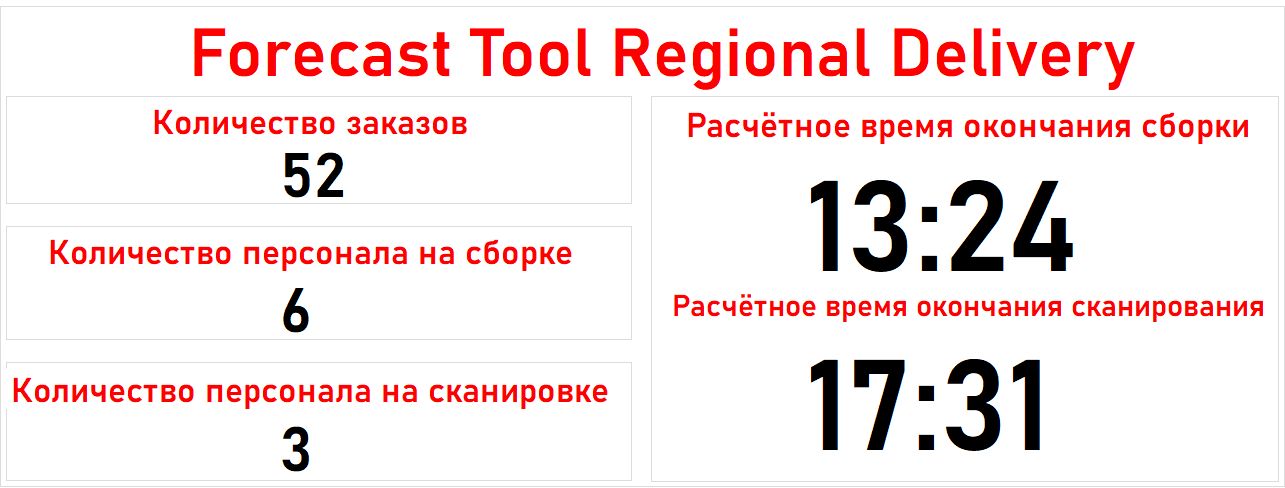 Forecast Tool Regional Delivery
Количество заказов
52
Количество персонала на сборке
6
Количество персонала на сканировке
3
Расчётное время окончания сборки
13:24
Расчётное время окончания сканирования
17:31